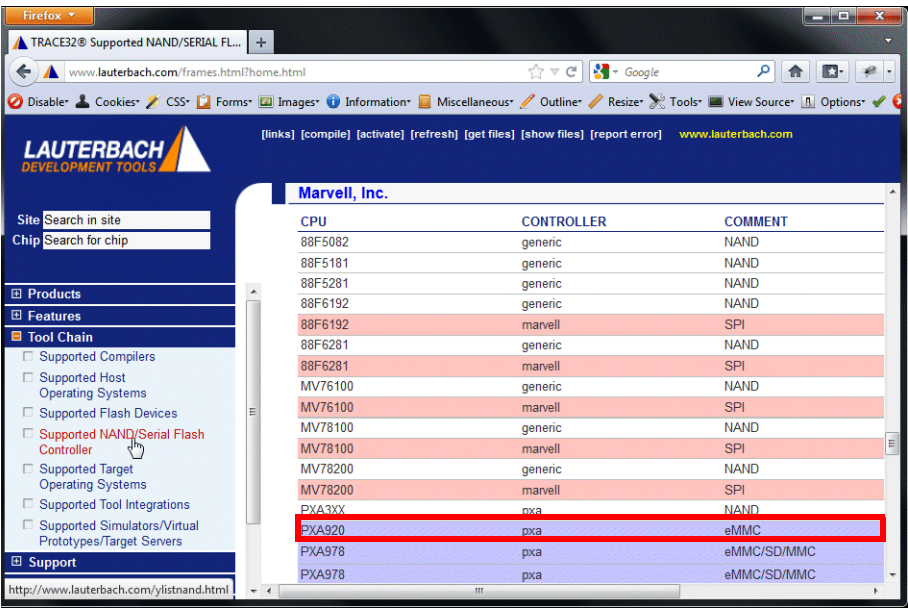 Firefox
TRACE32® Supported NAND/SERIAL FL...
www.lauterbach.com/frames.html?home.html
Google
Disable Cookies CSS Forms Images Information Miscellaneous Outline Resize Tools View Source Options
[links] [compile] [activate] [refresh] [get files] [show files] [report error] www.lauterbach.com
LAUTERBACH
DEVELOPMENT TOOLS
Site Search in site
Chip Search for chip
Products
Features
Tool Chain
Supported Compilers
Supported Host
Operating Systems
Supported Flash Devices
Supported NAND/Serial Flash
Controller
Supported Target
Operating Systems
Supported Tool Integrations
Supported Simulators/Virtual
Prototypes/Target Servers
Support
http://www.lauterbach.com/ylistnand.html
Marvell, Inc.
CPU CONTROLLER COMMENT
88F5082 generic NAND
88F5181 generic NAND
88F5281 generic NAND
88F6192 generic NAND
88F6192 marvell SPI
88F6281 generic NAND
88F6281 marvell SPI
MV76100 generic NAND
MV76100 marvell SPI
MV78100 generic NAND
MV78100 marvell SPI
MV78200 generic NAND
MV78200 marvell SPI
PXA3XX pxa NAND
PXA920 pxa eMMC
PXA978 pxa eMMC/SD/MMC
PXA978 pxa eMMC/SD/MMC